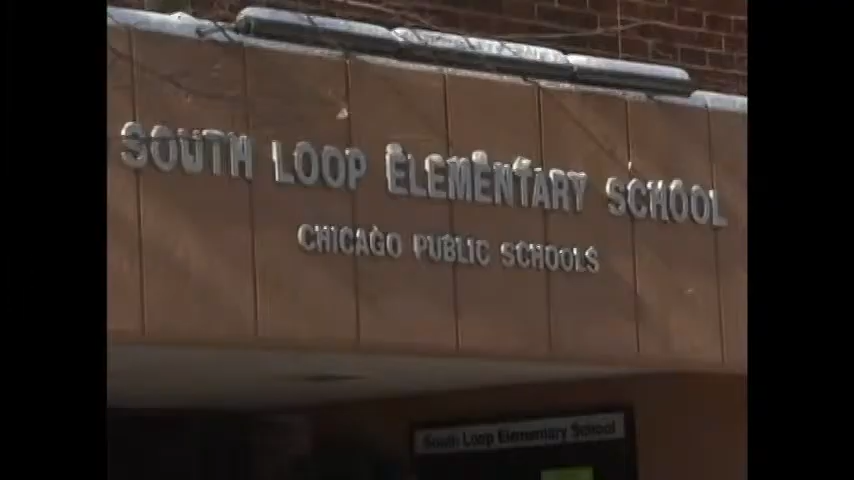 SOUTH LOOP ELEMENTARY SCHOOL
CHICAGO PUBLIC SCHOOLS
South Loop Elementary School